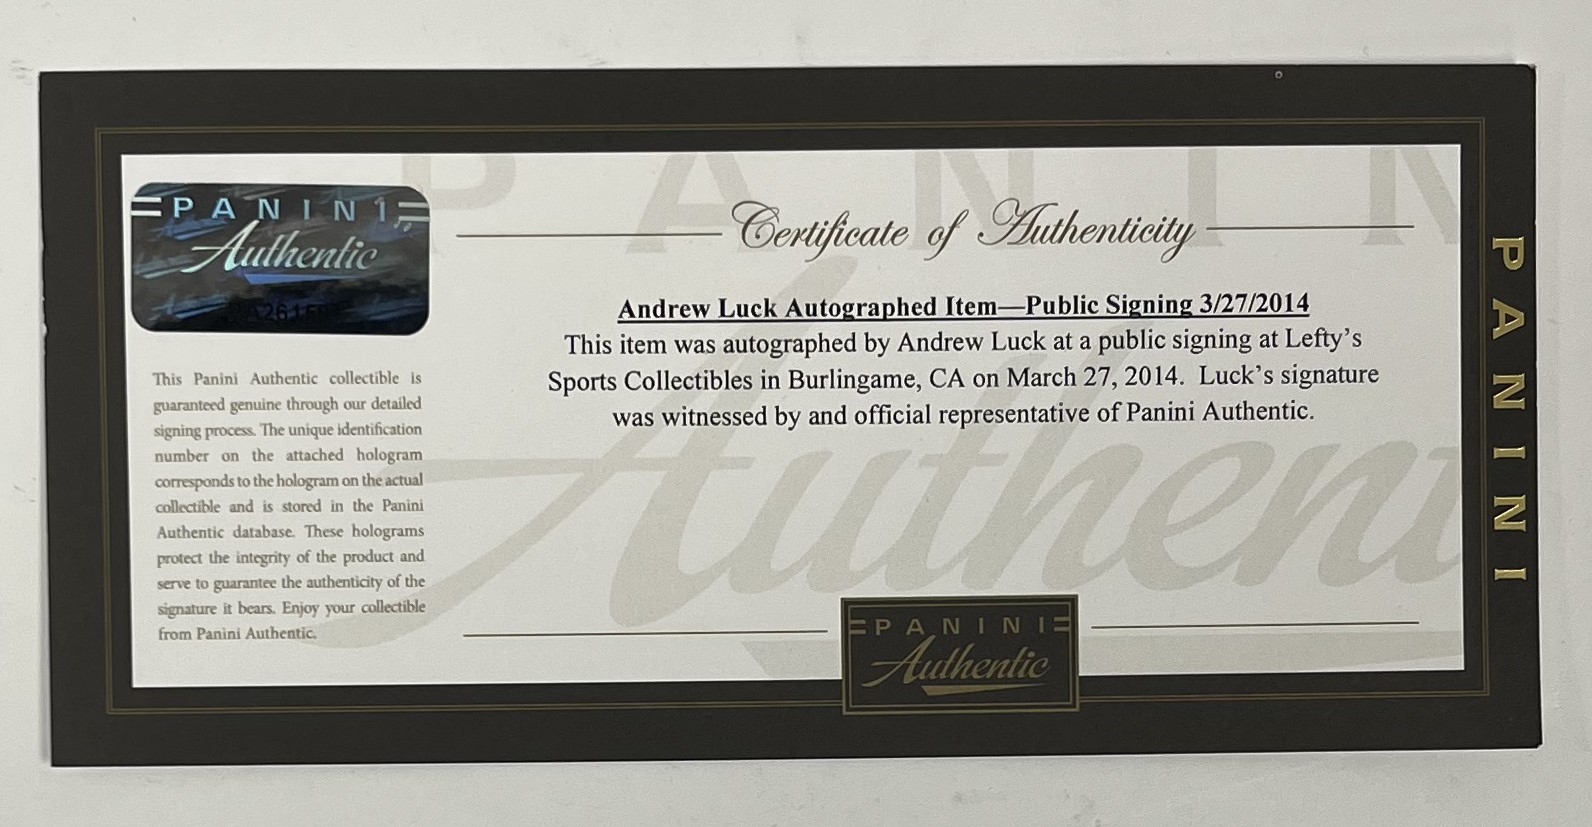 PANINI
Authentic
Certificate of Authenticity
Andrew Luck Autographed Item—Public Signing 3/27/2014
This item was autographed by Andrew Luck at a public signing at Lefty's
Sports Collectibles in Burlingame, CA on March 27, 2014. Luck's signature
was witnessed by and official representative of Panini Authentic.
This Panini Authentic collectible is
guaranteed genuine through our detailed
signing process. The unique identification
number on the attached hologram
corresponds to the hologram on the actual
collectible and is stored in the Panini
Authentic database. These holograms
protect the integrity of the product and
serve to guarantee the authenticity of the
signature it bears. Enjoy your collectible
from Panini Authentic.
PANINI
Authentic
PANINI
PANIN
Authent